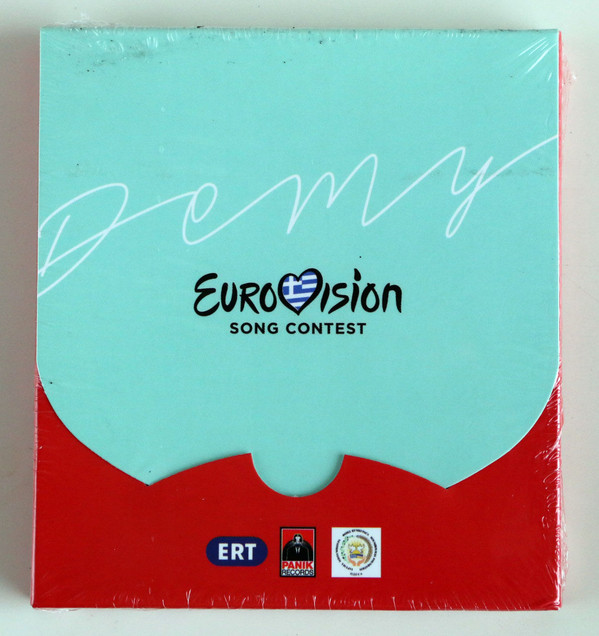 Demy
EUROVISION
SONG CONTEST
ERT
PANIK
RECORDS